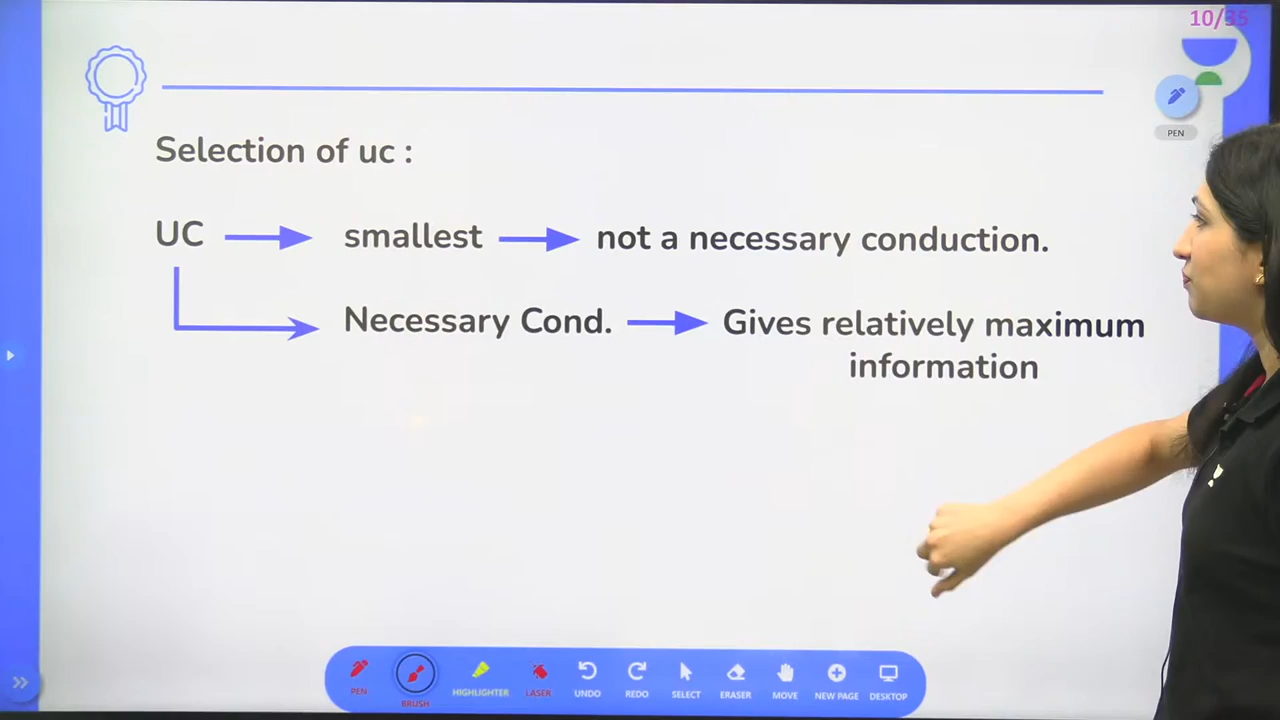 10/35
PEN
Selection of uc :
UC smallest not a necessary conduction.
Necessary Cond. Gives relatively maximum
information
PEN BRUSH HIGHLIGHTER LASER UNDO REDO SELECT ERASER MOVE NEW PAGE DESKTOP